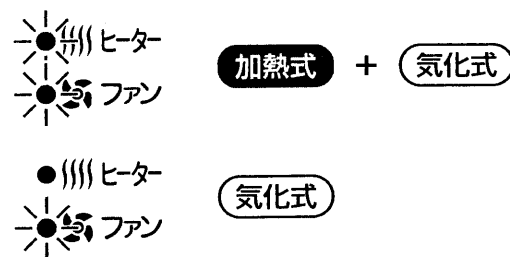 ヒーター
加熱式 + 気化式
ファン
ヒーター
気化式
ファン